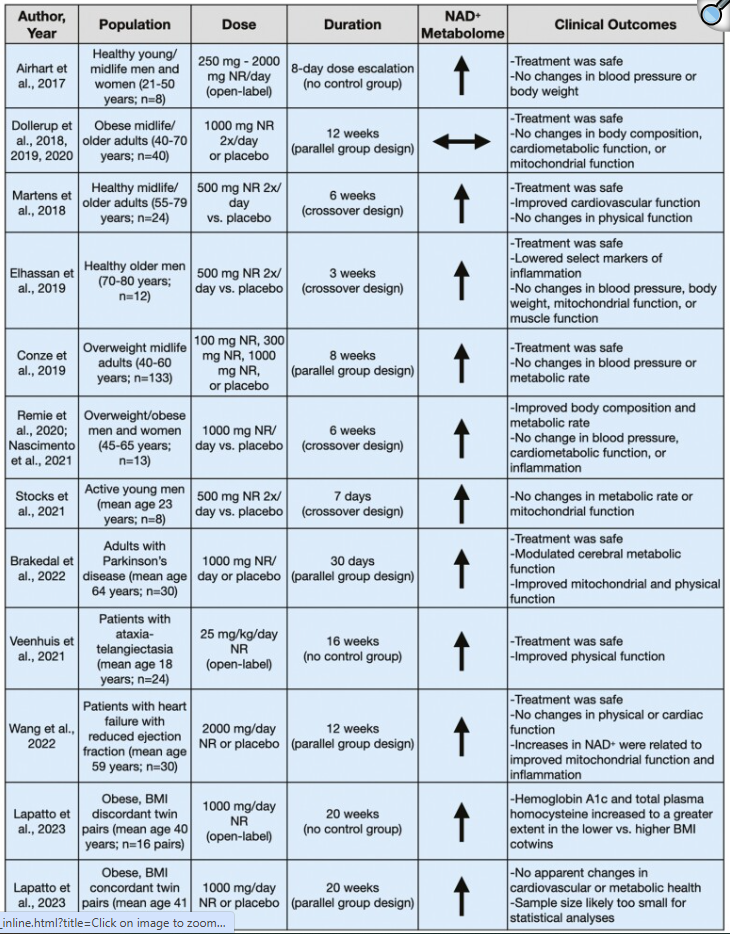 Author, Year
Population
Dose
Duration
NAD⁺ Metabolome
Clinical Outcomes
Airhart et al., 2017
Healthy young/
midlife men and
women (21-50
years; n=8)
250 mg - 2000
mg NR/day
(open-label)
8-day dose escalation
(no control group)
-Treatment was safe
-No changes in blood pressure or
body weight
Dollerup et
al., 2018,
2019, 2020
Obese midlife/
older adults (40-70
years; n=40)
1000 mg NR
2x/day
or placebo
12 weeks
(parallel group design)
-Treatment was safe
-No changes in body composition,
cardiometabolic function, or
mitochondrial function
Martens et
al., 2018
Healthy midlife/
older adults (55-79
years; n=24)
500 mg NR 2x/
day
vs. placebo
6 weeks
(crossover design)
-Treatment was safe
-Improved cardiovascular function
-No changes in physical function
Elhassan et
al., 2019
Healthy older men
(70-80 years;
n=12)
500 mg NR 2x/
day vs. placebo
3 weeks
(crossover design)
-Treatment was safe
-Lowered select markers of
inflammation
-No changes in blood pressure, body
weight, mitochondrial function, or
muscle function
Conze et
al., 2019
Overweight midlife
adults (40-60
years; n=133)
100 mg NR, 300
mg NR, 1000
mg NR,
or placebo
8 weeks
(parallel group design)
-Treatment was safe
-No changes in blood pressure or
metabolic rate
Remie et
al., 2020;
Nascimento
et al., 2021
Overweight/obese
men and women
(45-65 years;
n=13)
1000 mg NR/
day vs. placebo
6 weeks
(crossover design)
-Improved body composition and
metabolic rate
-No change in blood pressure,
cardiometabolic function, or
inflammation
Stocks et
al., 2021
Active young men
(mean age 23
years; n=8)
500 mg NR 2x/
day vs. placebo
7 days
(crossover design)
-No changes in metabolic rate or
mitochondrial function
Brakedal et
al., 2022
Adults with
Parkinson's
disease (mean age
64 years; n=30)
1000 mg NR/
day or placebo
30 days
(parallel group design)
-Treatment was safe
-Modulated cerebral metabolic
function
-Improved mitochondrial and physical
function
Veenhuis et
al., 2021
Patients with
ataxia-
telangiectasia
(mean age 18
years; n=24)
25 mg/kg/day
NR
(open-label)
16 weeks
(no control group)
-Treatment was safe
-Improved physical function
Wang et al.,
2022
Patients with heart
failure with
reduced ejection
fraction (mean age
59 years; n=30)
2000 mg/day
NR or placebo
12 weeks
(parallel group design)
-Treatment was safe
-No changes in physical or cardiac
function
-Increases in NAD⁺ were related to
improved mitochondrial function and
inflammation
Lapatto et
al., 2023
Obese, BMI
discordant twin
pairs (mean age 40
years; n=16 pairs)
1000 mg/day
NR
(open-label)
20 weeks
(no control group)
-Hemoglobin A1c and total plasma
homocysteine increased to a greater
extent in the lower vs. higher BMI
cotwins
Lapatto et
al., 2023
Obese, BMI
concordant twin
pairs (mean age 41
1000 mg/day
NR or placebo
20 weeks
(parallel group design)
-No apparent changes in
cardiovascular or metabolic health
-Sample size likely too small for
statistical analyses
_inline.html?title=Click on image to zoom...